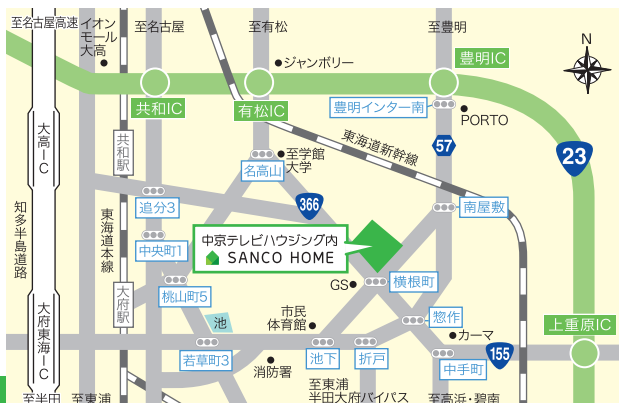 至名古屋高速
イオン
モール
大高
至名古屋
至有松
至豊明
N
ジャンボリー
豊明IC
共和IC
有松IC
豊明インター南
PORTO
大高IC
共和駅
57
東海道新幹線
23
至学館
大学
名高山
追分3
366
南屋敷
知多半島道路
東海道本線
中央町1
中京テレビハウジング内
SANCO HOME
GS
横根町
桃山町5
大府駅
大府東海IC
池
市民
体育館
惣作
カーマ
上重原IC
若草町3
池下
折戸
155
中手町
消防署
至半田
至東浦
至東浦
半田大府バイパス
至高浜・碧南